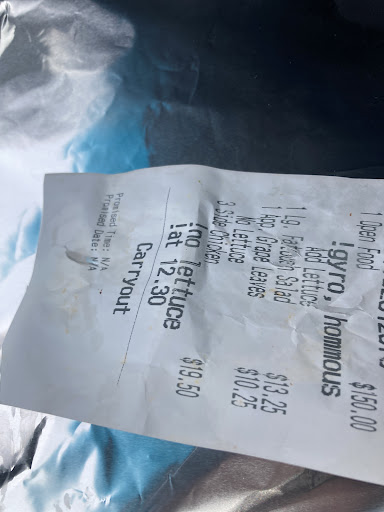 1 Open Food $150.00
!gyro, hommous
Add Lettuce
1 Lg. Fattoush Salad $13.25
1 App/ Grape Leaves $10.25
No Lettuce
3 Side Chicken $19.50
!no lettuce
!at 12.30
Carryout
Promised Time: N/A
Promised Date: N/A